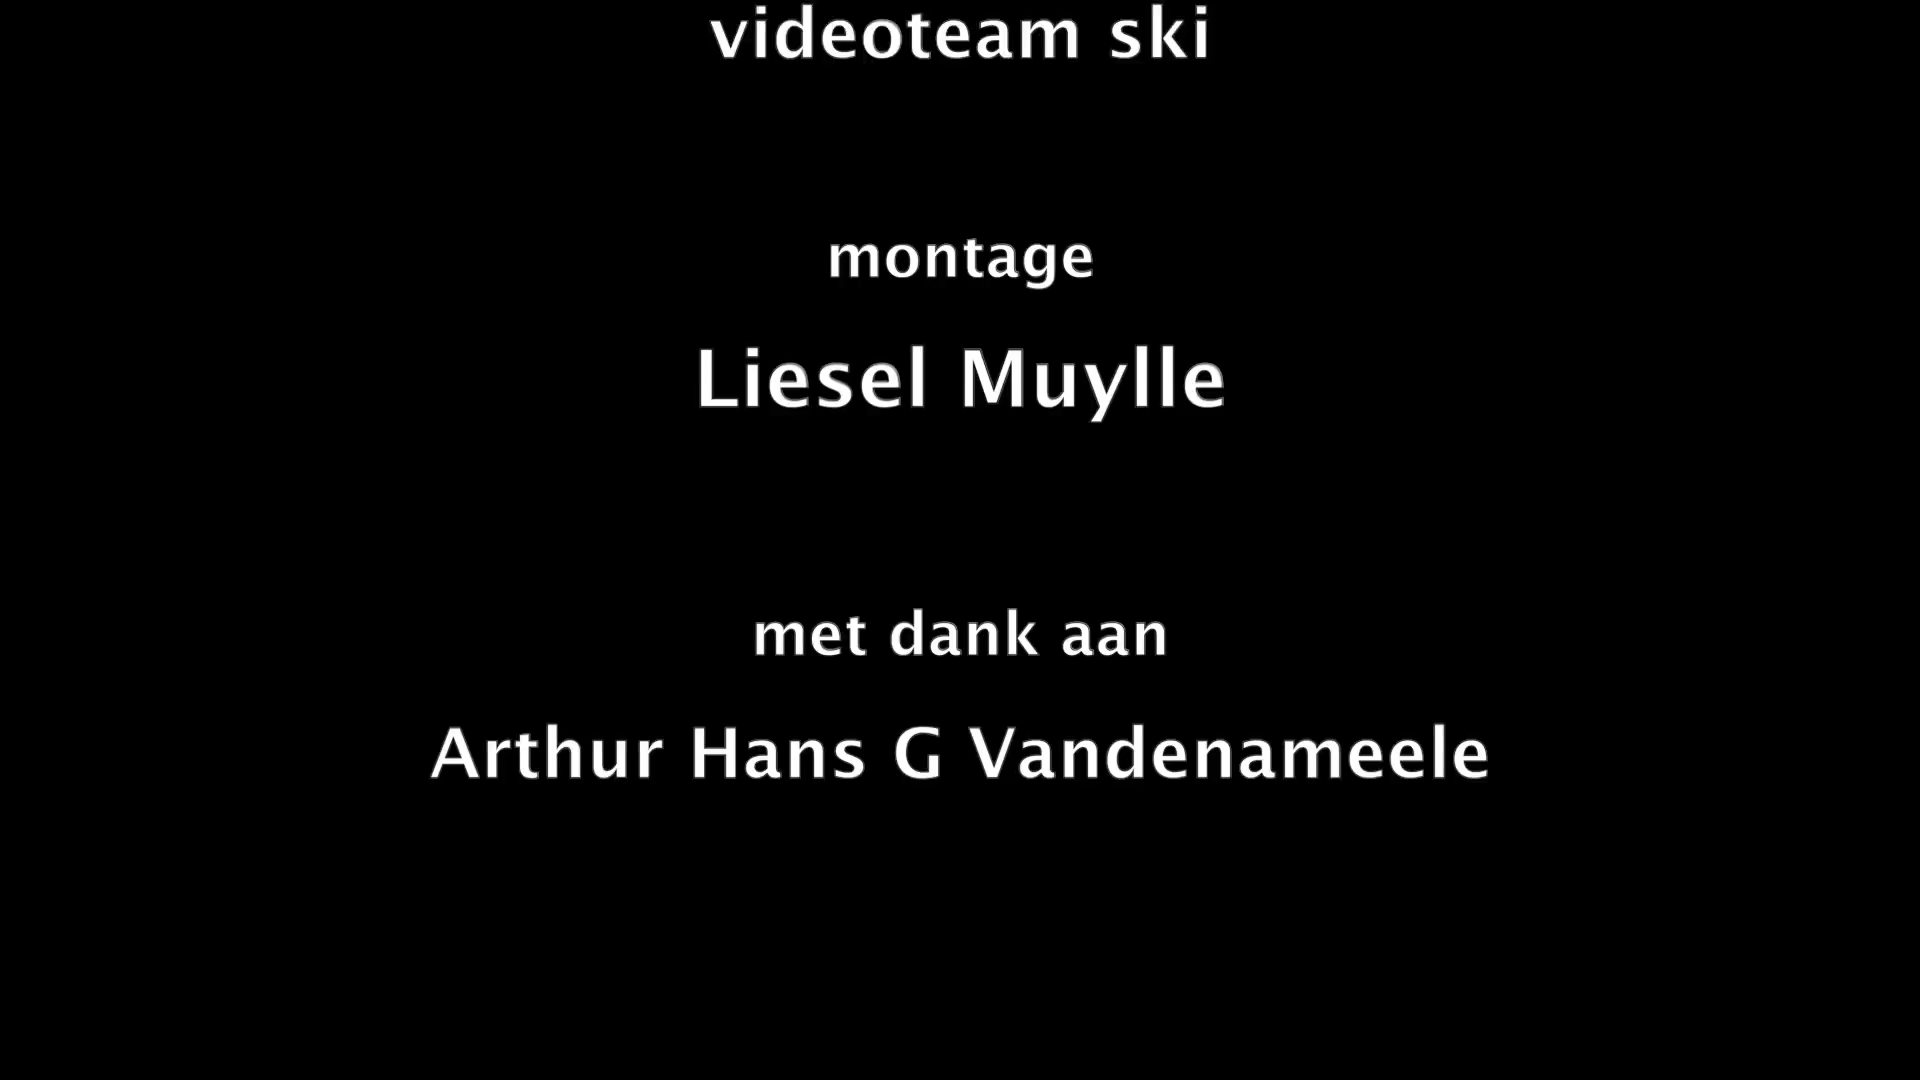 videoteam ski
montage
Liesel Muylle
met dank aan
Arthur Hans G Vandenameele